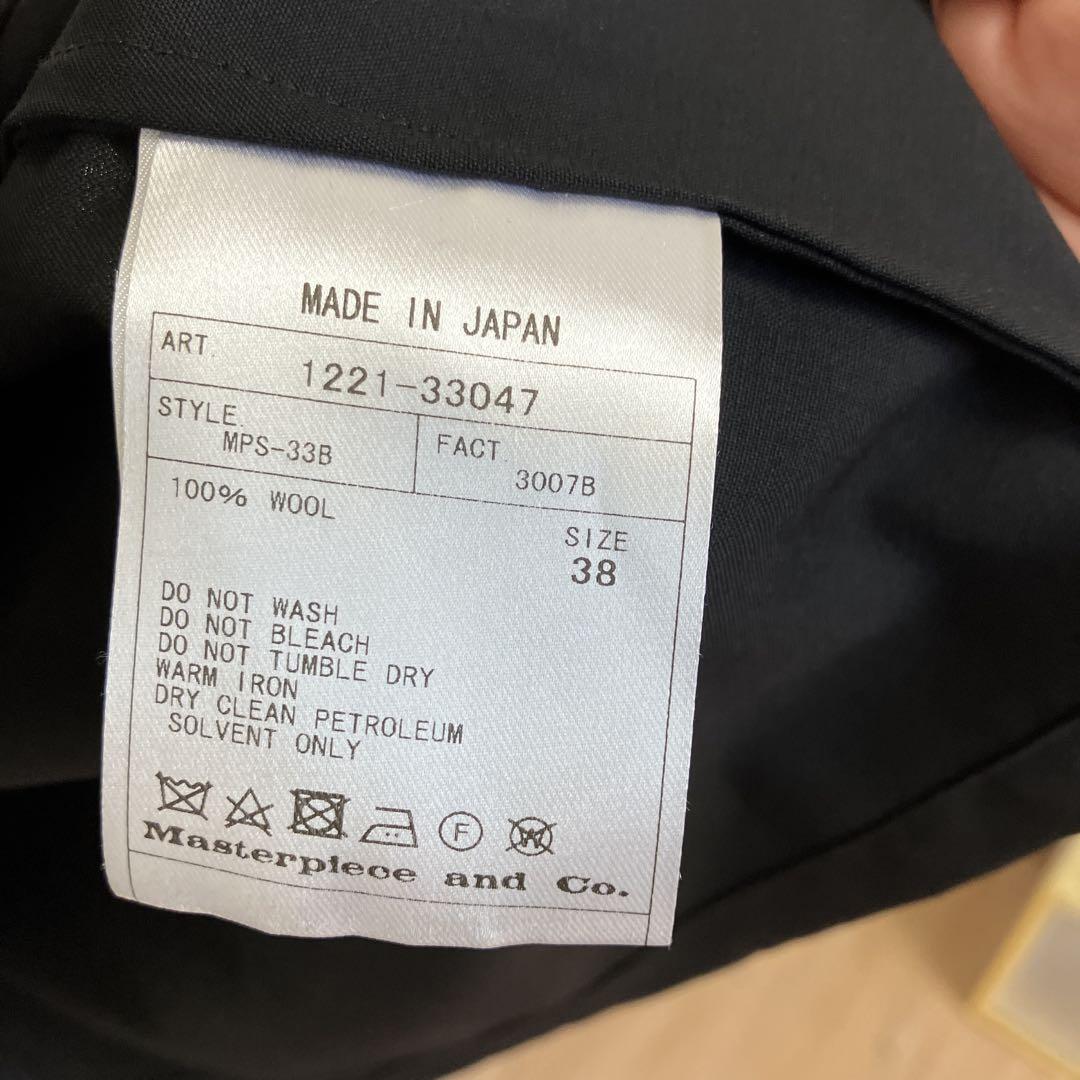 MADE IN JAPAN
ART.
1221-33047
STYLE.
MPS-33B
FACT.
3007B
100% WOOL
SIZE
38
DO NOT WASH
DO NOT BLEACH
DO NOT TUMBLE DRY
WARM IRON
DRY CLEAN PETROLEUM
SOLVENT ONLY
F
W
Masterpiece and Co.